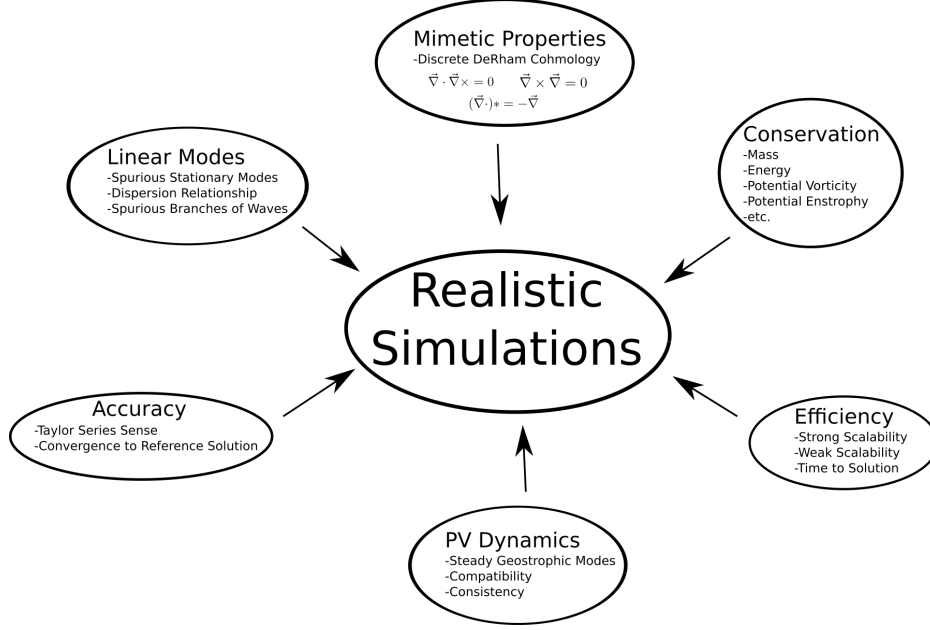 Mimetic Properties
-Discrete DeRham Cohmology
∇⃗ · ∇⃗× = 0 ∇⃗ × ∇⃗ = 0
(∇⃗·)∗ = −∇⃗
Linear Modes
-Spurious Stationary Modes
-Dispersion Relationship
-Spurious Branches of Waves
Conservation
-Mass
-Energy
-Potential Vorticity
-Potential Enstrophy
-etc.
Realistic
Simulations
Accuracy
-Taylor Series Sense
-Convergence to Reference Solution
Efficiency
-Strong Scalability
-Weak Scalability
-Time to Solution
PV Dynamics
-Steady Geostrophic Modes
-Compatibility
-Consistency